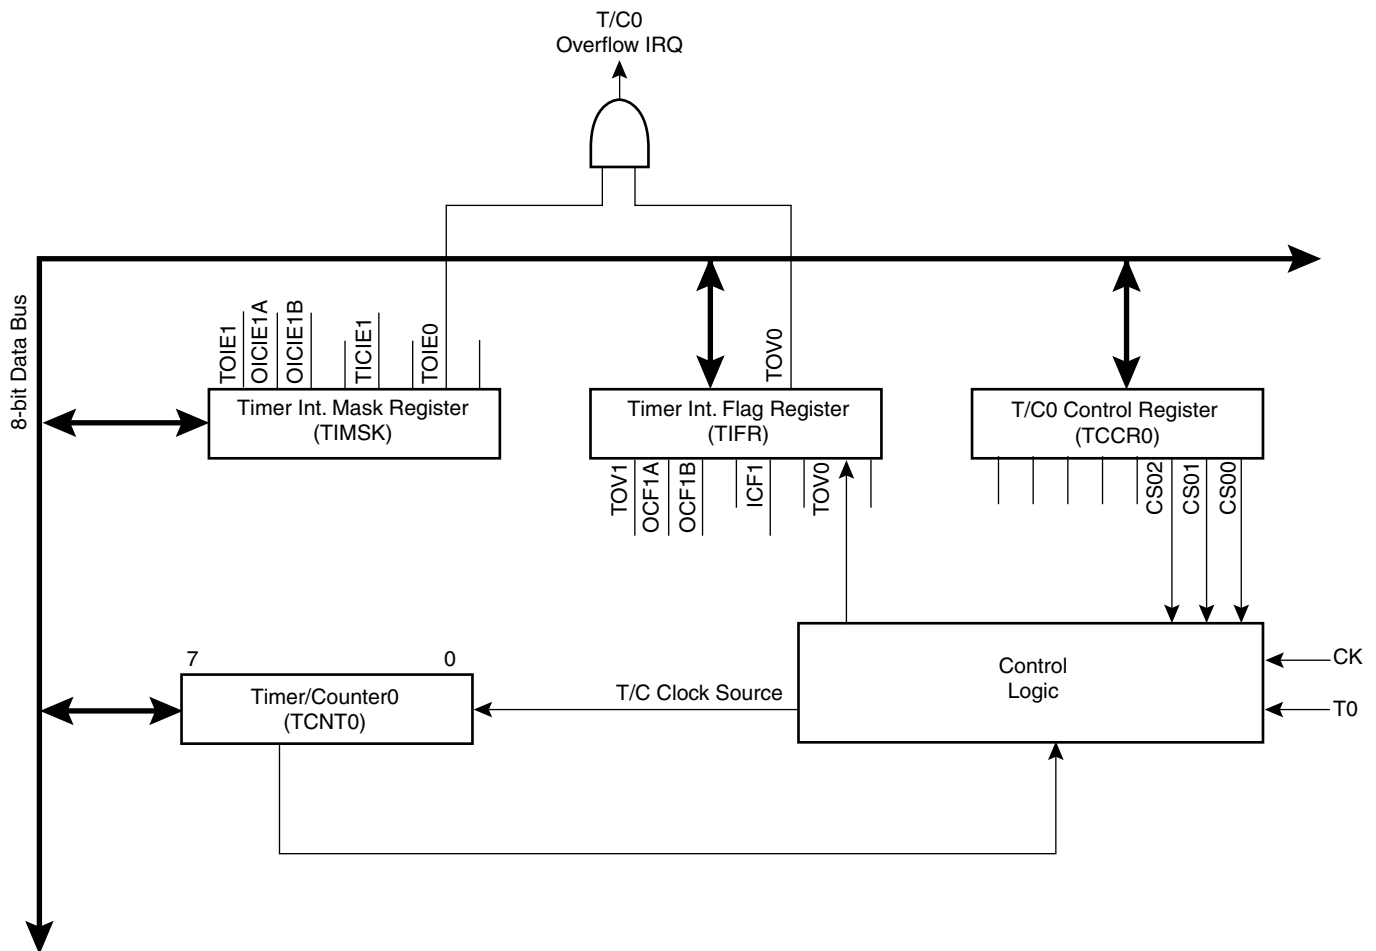 T/C0
Overflow IRQ
8-bit Data Bus
TOIE1
OICIE1A
OICIE1B
TICIE1
TOIE0
TOV0
Timer Int. Mask Register
(TIMSK)
Timer Int. Flag Register
(TIFR)
T/C0 Control Register
(TCCR0)
TOV1
OCF1A
OCF1B
ICF1
TOV0
CS02
CS01
CS00
7
0
Timer/Counter0
(TCNT0)
T/C Clock Source
Control
Logic
CK
T0